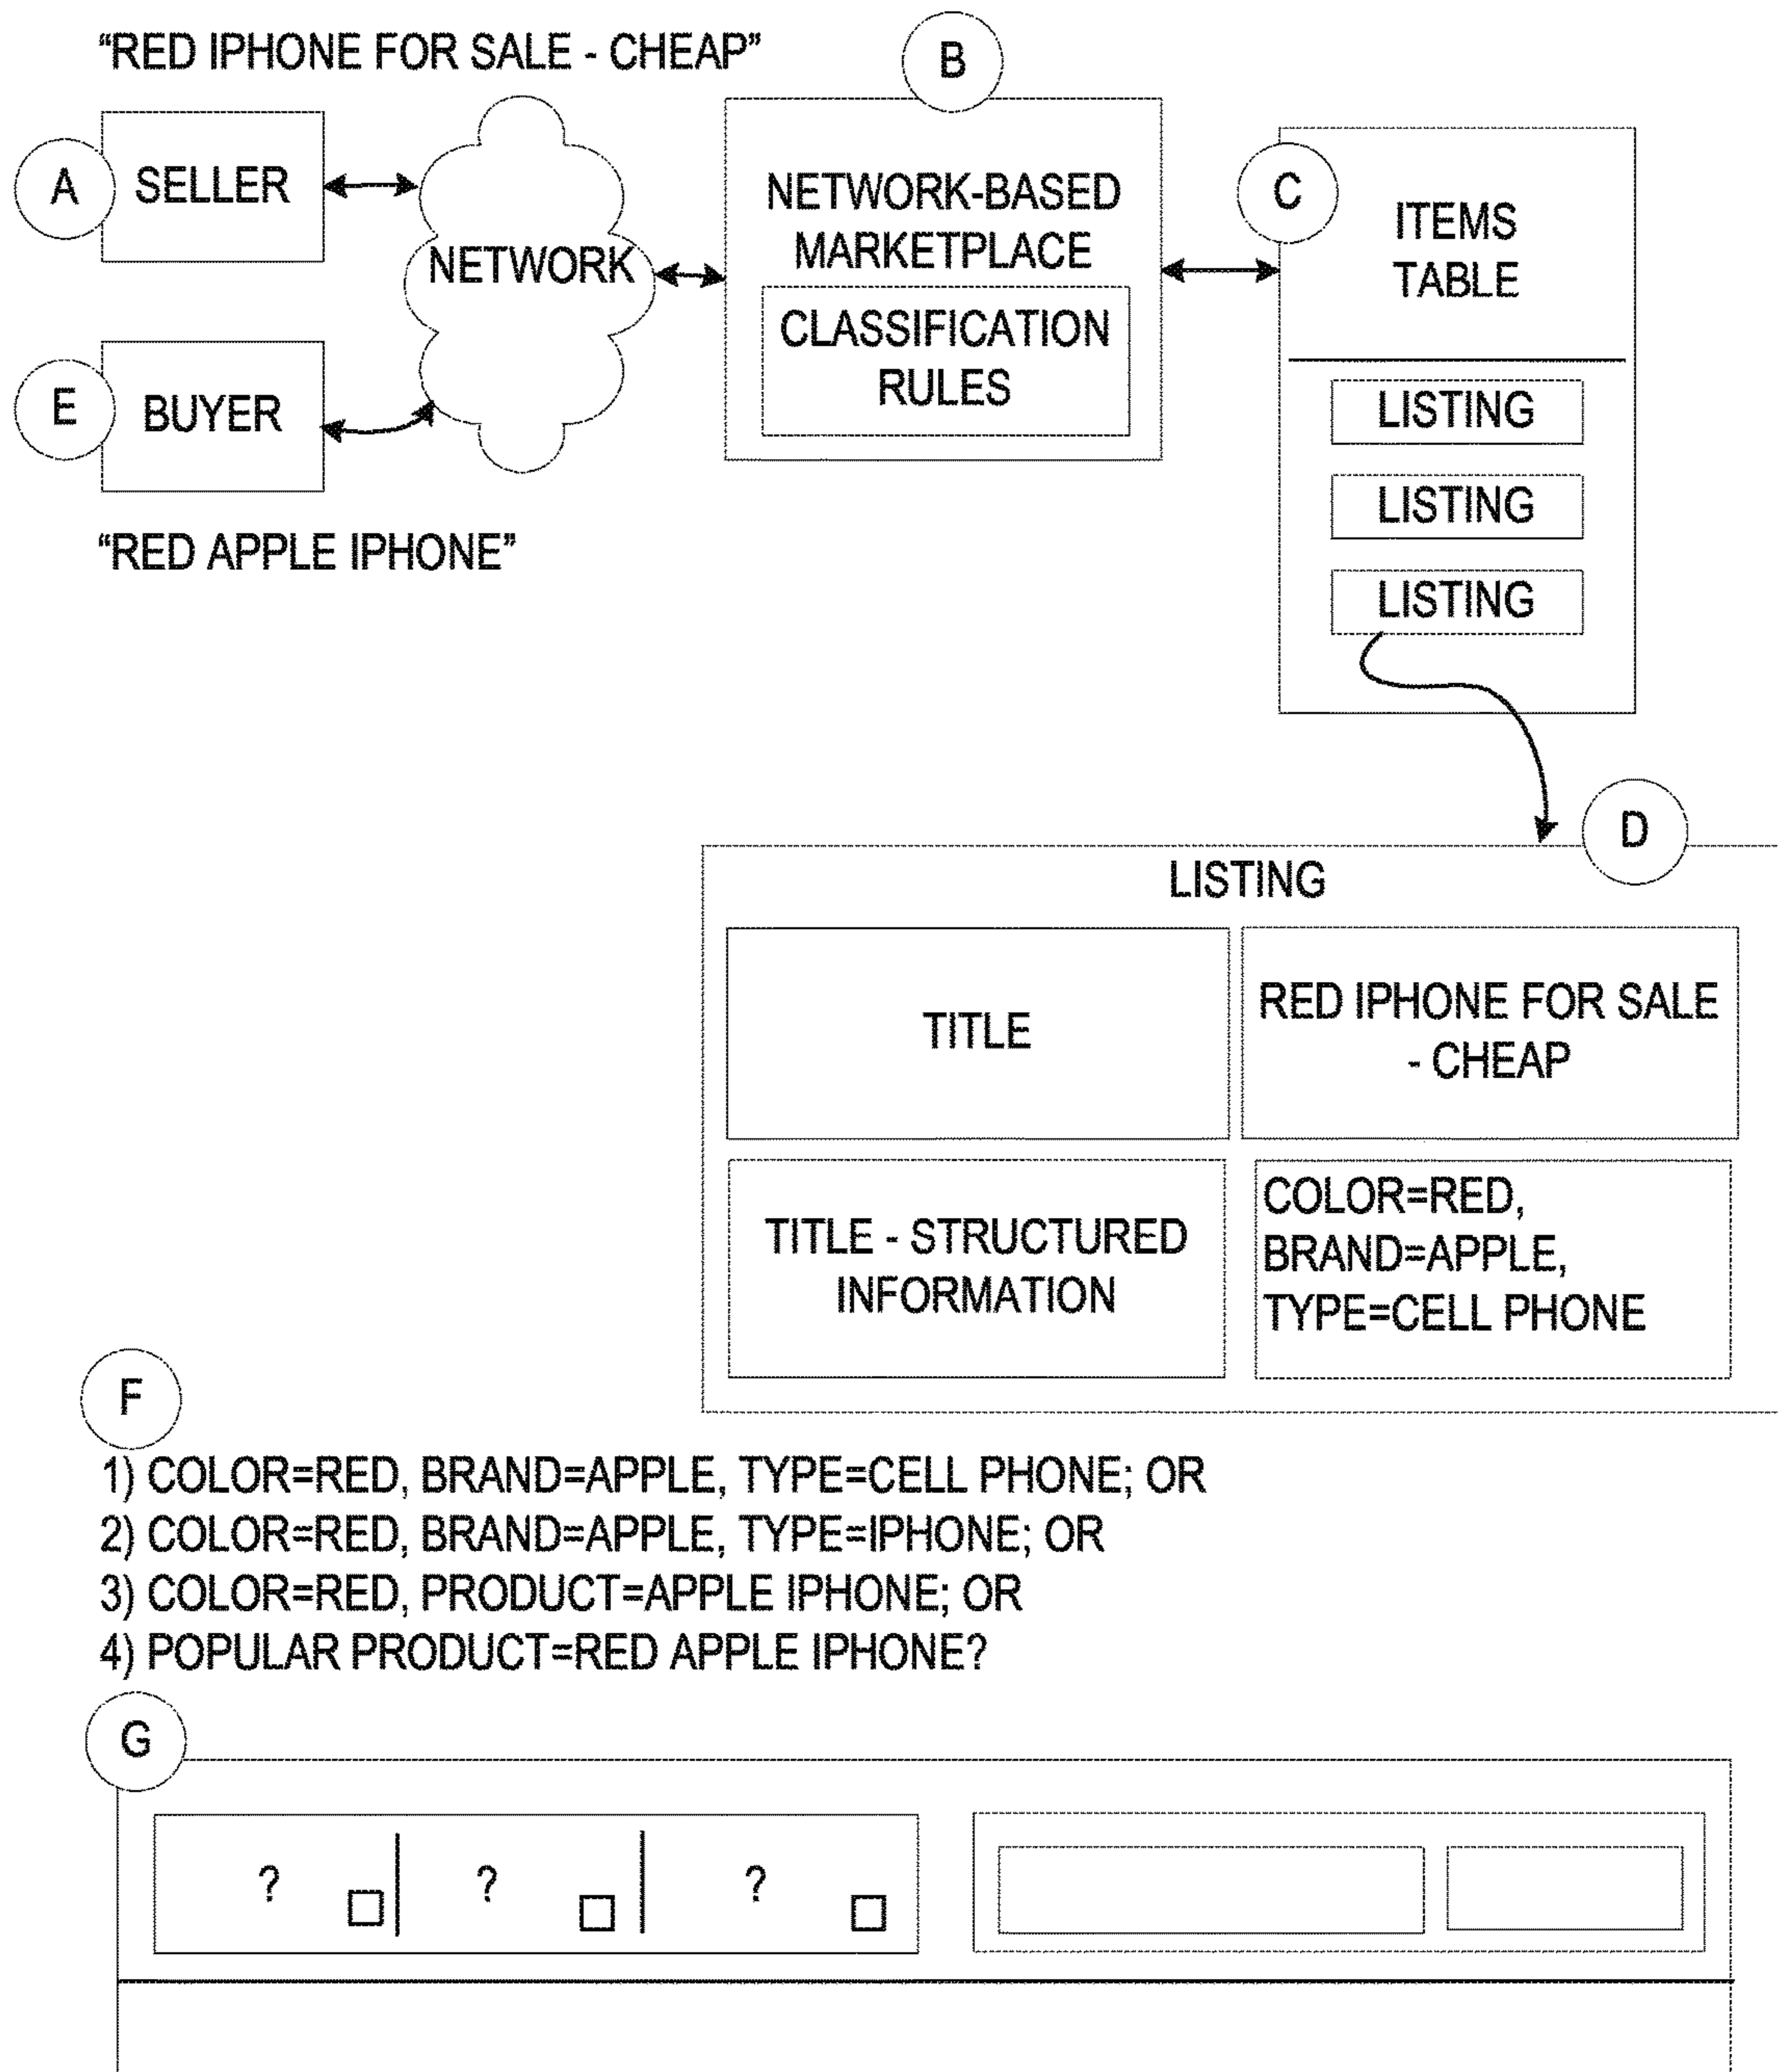 “RED IPHONE FOR SALE - CHEAP”
B
A
SELLER
NETWORK
NETWORK-BASED
MARKETPLACE
CLASSIFICATION
RULES
C
ITEMS
TABLE
LISTING
LISTING
LISTING
E
BUYER
“RED APPLE IPHONE”
D
LISTING
TITLE
RED IPHONE FOR SALE
- CHEAP
TITLE - STRUCTURED
INFORMATION
COLOR=RED,
BRAND=APPLE,
TYPE=CELL PHONE
F
1) COLOR=RED, BRAND=APPLE, TYPE=CELL PHONE; OR
2) COLOR=RED, BRAND=APPLE, TYPE=IPHONE; OR
3) COLOR=RED, PRODUCT=APPLE IPHONE; OR
4) POPULAR PRODUCT=RED APPLE IPHONE?
G
? ? ?